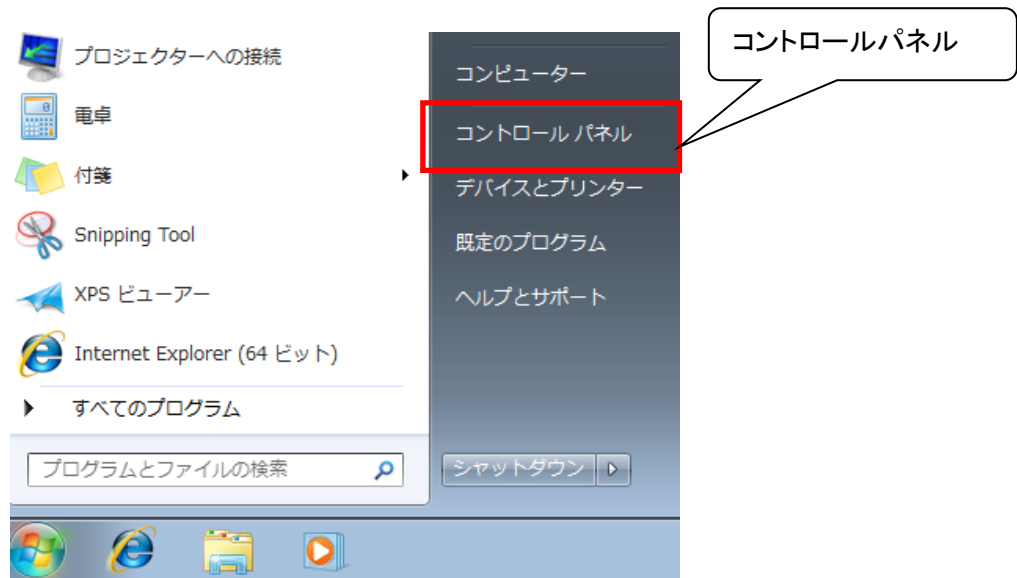 プロジェクターへの接続
電卓
付箋
Snipping Tool
XPS ビューアー
Internet Explorer (64 ビット)
すべてのプログラム
プログラムとファイルの検索
コンピューター
コントロール パネル
デバイスとプリンター
既定のプログラム
ヘルプとサポート
シャットダウン
コントロールパネル